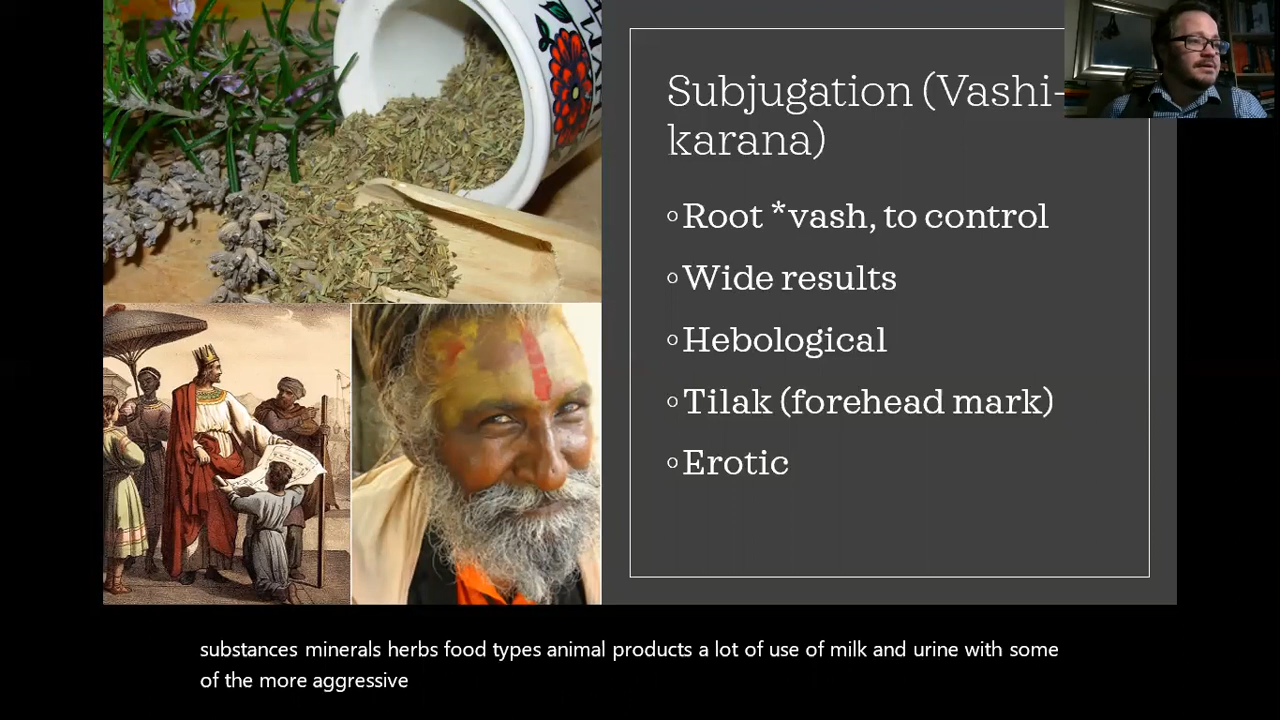 Subjugation (Vashi-
karana)
◦Root *vash, to control
◦Wide results
◦Hebological
◦Tilak (forehead mark)
◦Erotic
substances minerals herbs food types animal products a lot of use of milk and urine with some
of the more aggressive